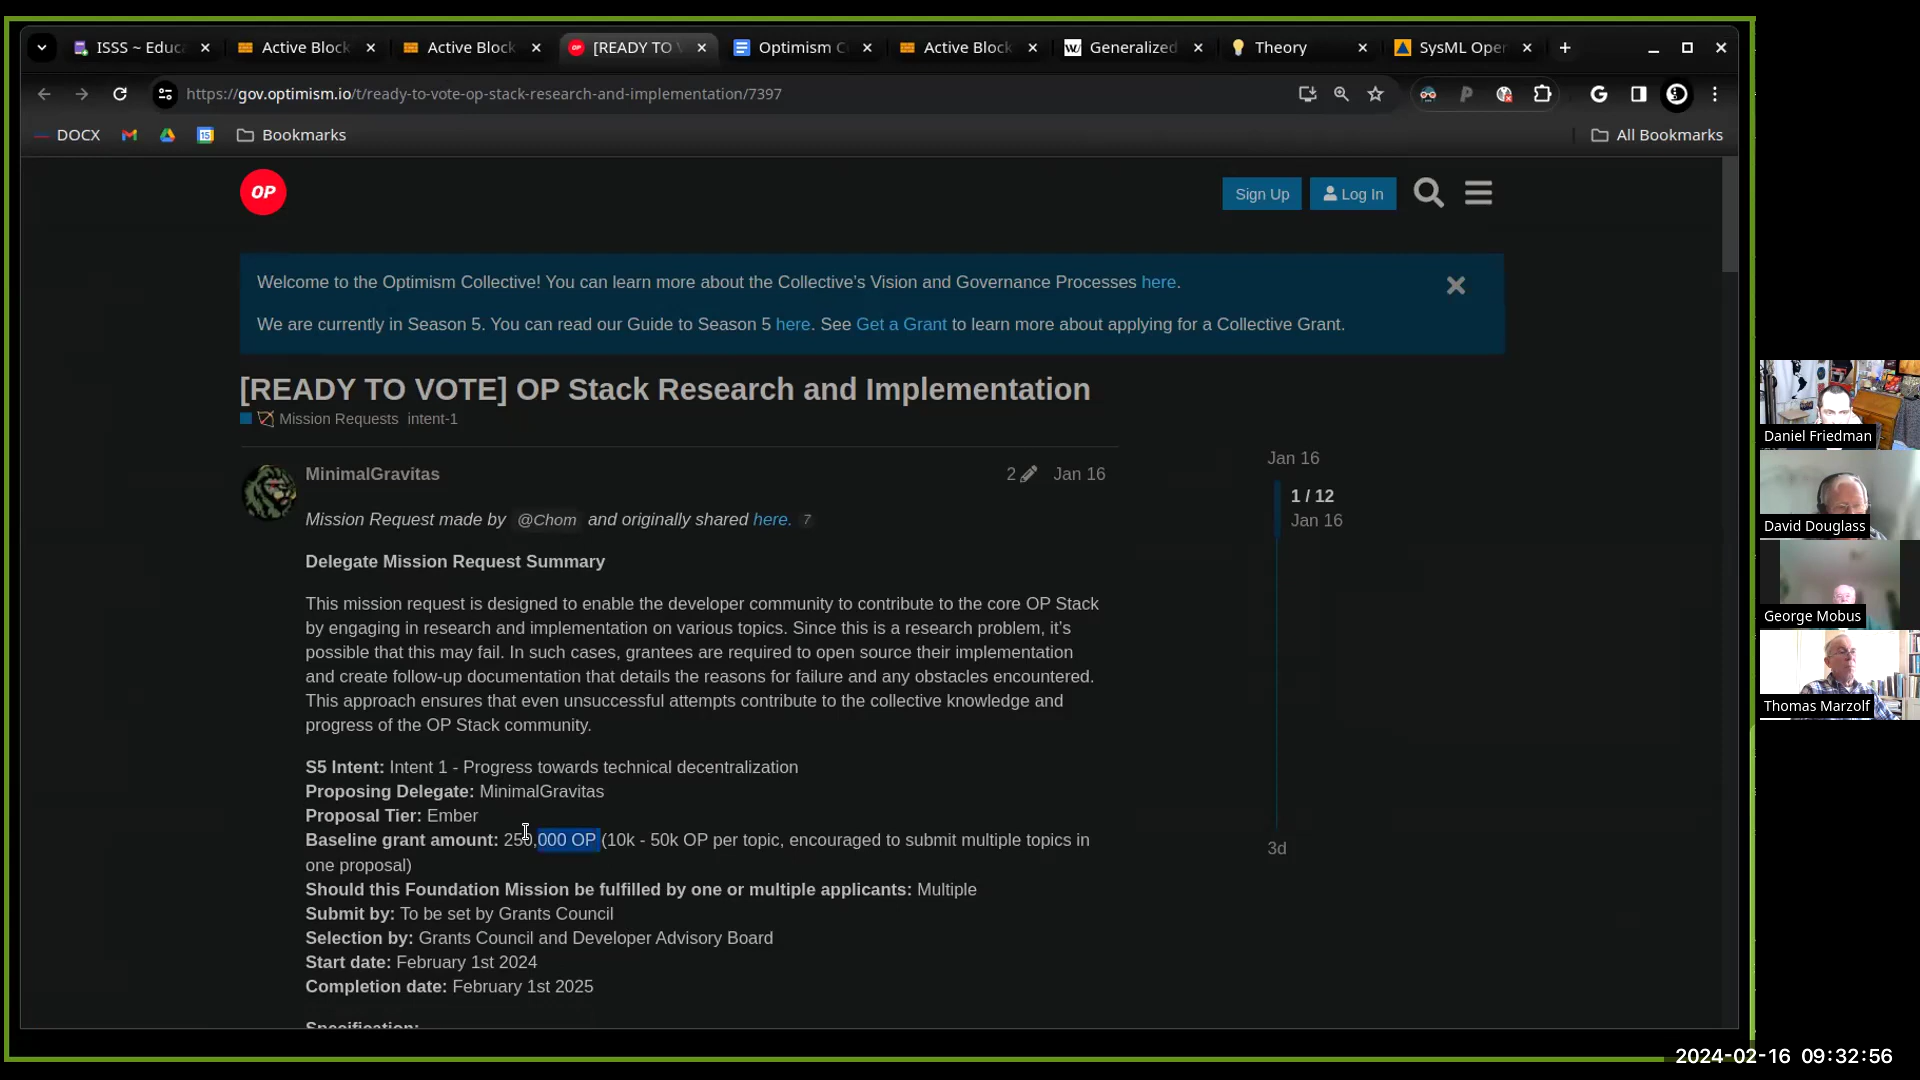 ISSS ~ Educa
Active Block
Active Block
[READY TO V
Optimism C
Active Block
Generalized
Theory
SysML Oper
https://gov.optimism.io/t/ready-to-vote-op-stack-research-and-implementation/7397
DOCX
Bookmarks
All Bookmarks
OP
Sign Up
Log In
Welcome to the Optimism Collective! You can learn more about the Collective's Vision and Governance Processes here.
We are currently in Season 5. You can read our Guide to Season 5 here. See Get a Grant to learn more about applying for a Collective Grant.
[READY TO VOTE] OP Stack Research and Implementation
Mission Requests intent-1
MinimalGravitas
2
Jan 16
Mission Request made by @Chom and originally shared here. 7
Delegate Mission Request Summary
This mission request is designed to enable the developer community to contribute to the core OP Stack
by engaging in research and implementation on various topics. Since this is a research problem, it's
possible that this may fail. In such cases, grantees are required to open source their implementation
and create follow-up documentation that details the reasons for failure and any obstacles encountered.
This approach ensures that even unsuccessful attempts contribute to the collective knowledge and
progress of the OP Stack community.
S5 Intent: Intent 1 - Progress towards technical decentralization
Proposing Delegate: MinimalGravitas
Proposal Tier: Ember
Baseline grant amount: 250,000 OP (10k - 50k OP per topic, encouraged to submit multiple topics in
one proposal)
Should this Foundation Mission be fulfilled by one or multiple applicants: Multiple
Submit by: To be set by Grants Council
Selection by: Grants Council and Developer Advisory Board
Start date: February 1st 2024
Completion date: February 1st 2025
Specification:
Jan 16
1 / 12
Jan 16
3d
Daniel Friedman
David Douglass
George Mobus
Thomas Marzolf
2024-02-16 09:32:56